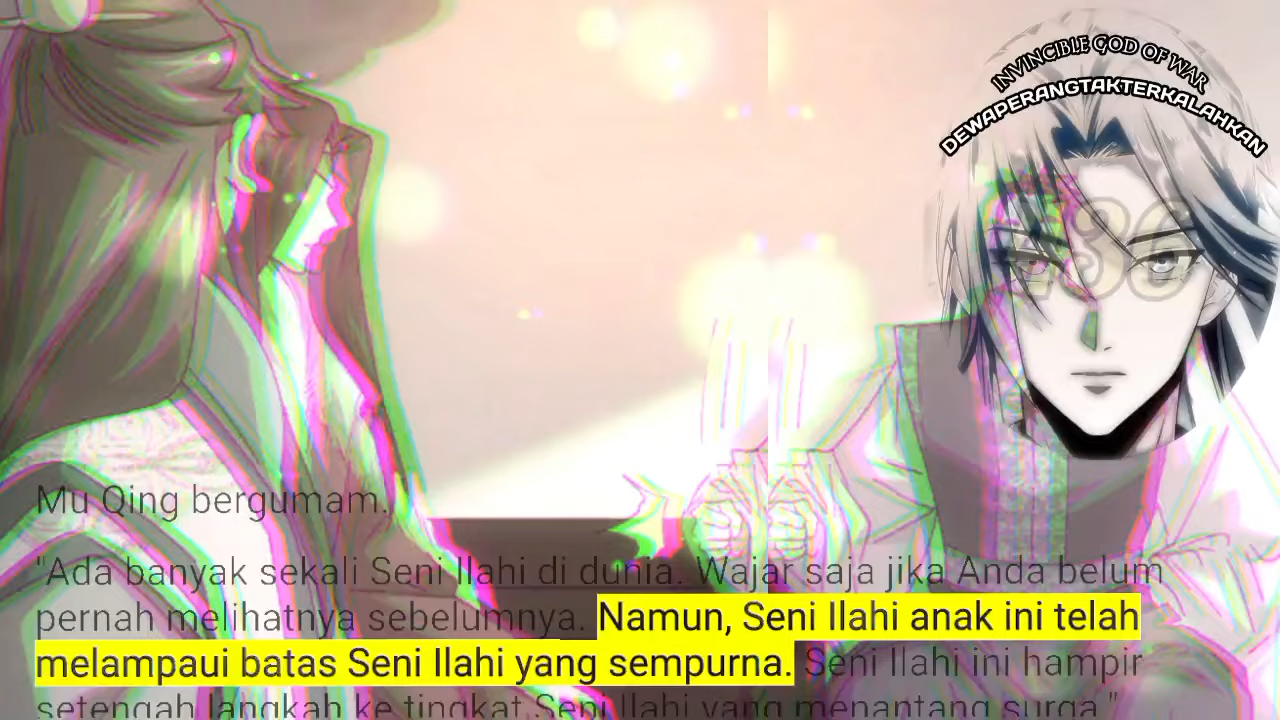 INVINCIBLE GOD OF WAR
DEWAPERANGTAKTERKALAHKAN
Mu Qing bergumam.
"Ada banyak sekali Seni Ilahi di dunia. Wajar saja jika Anda belum
pernah melihatnya sebelumnya. Namun, Seni Ilahi anak ini telah
melampaui batas Seni Ilahi yang sempurna. Seni Ilahi ini hampir
setengah langkah ke tingkat Seni Ilahi yang menantang surga."